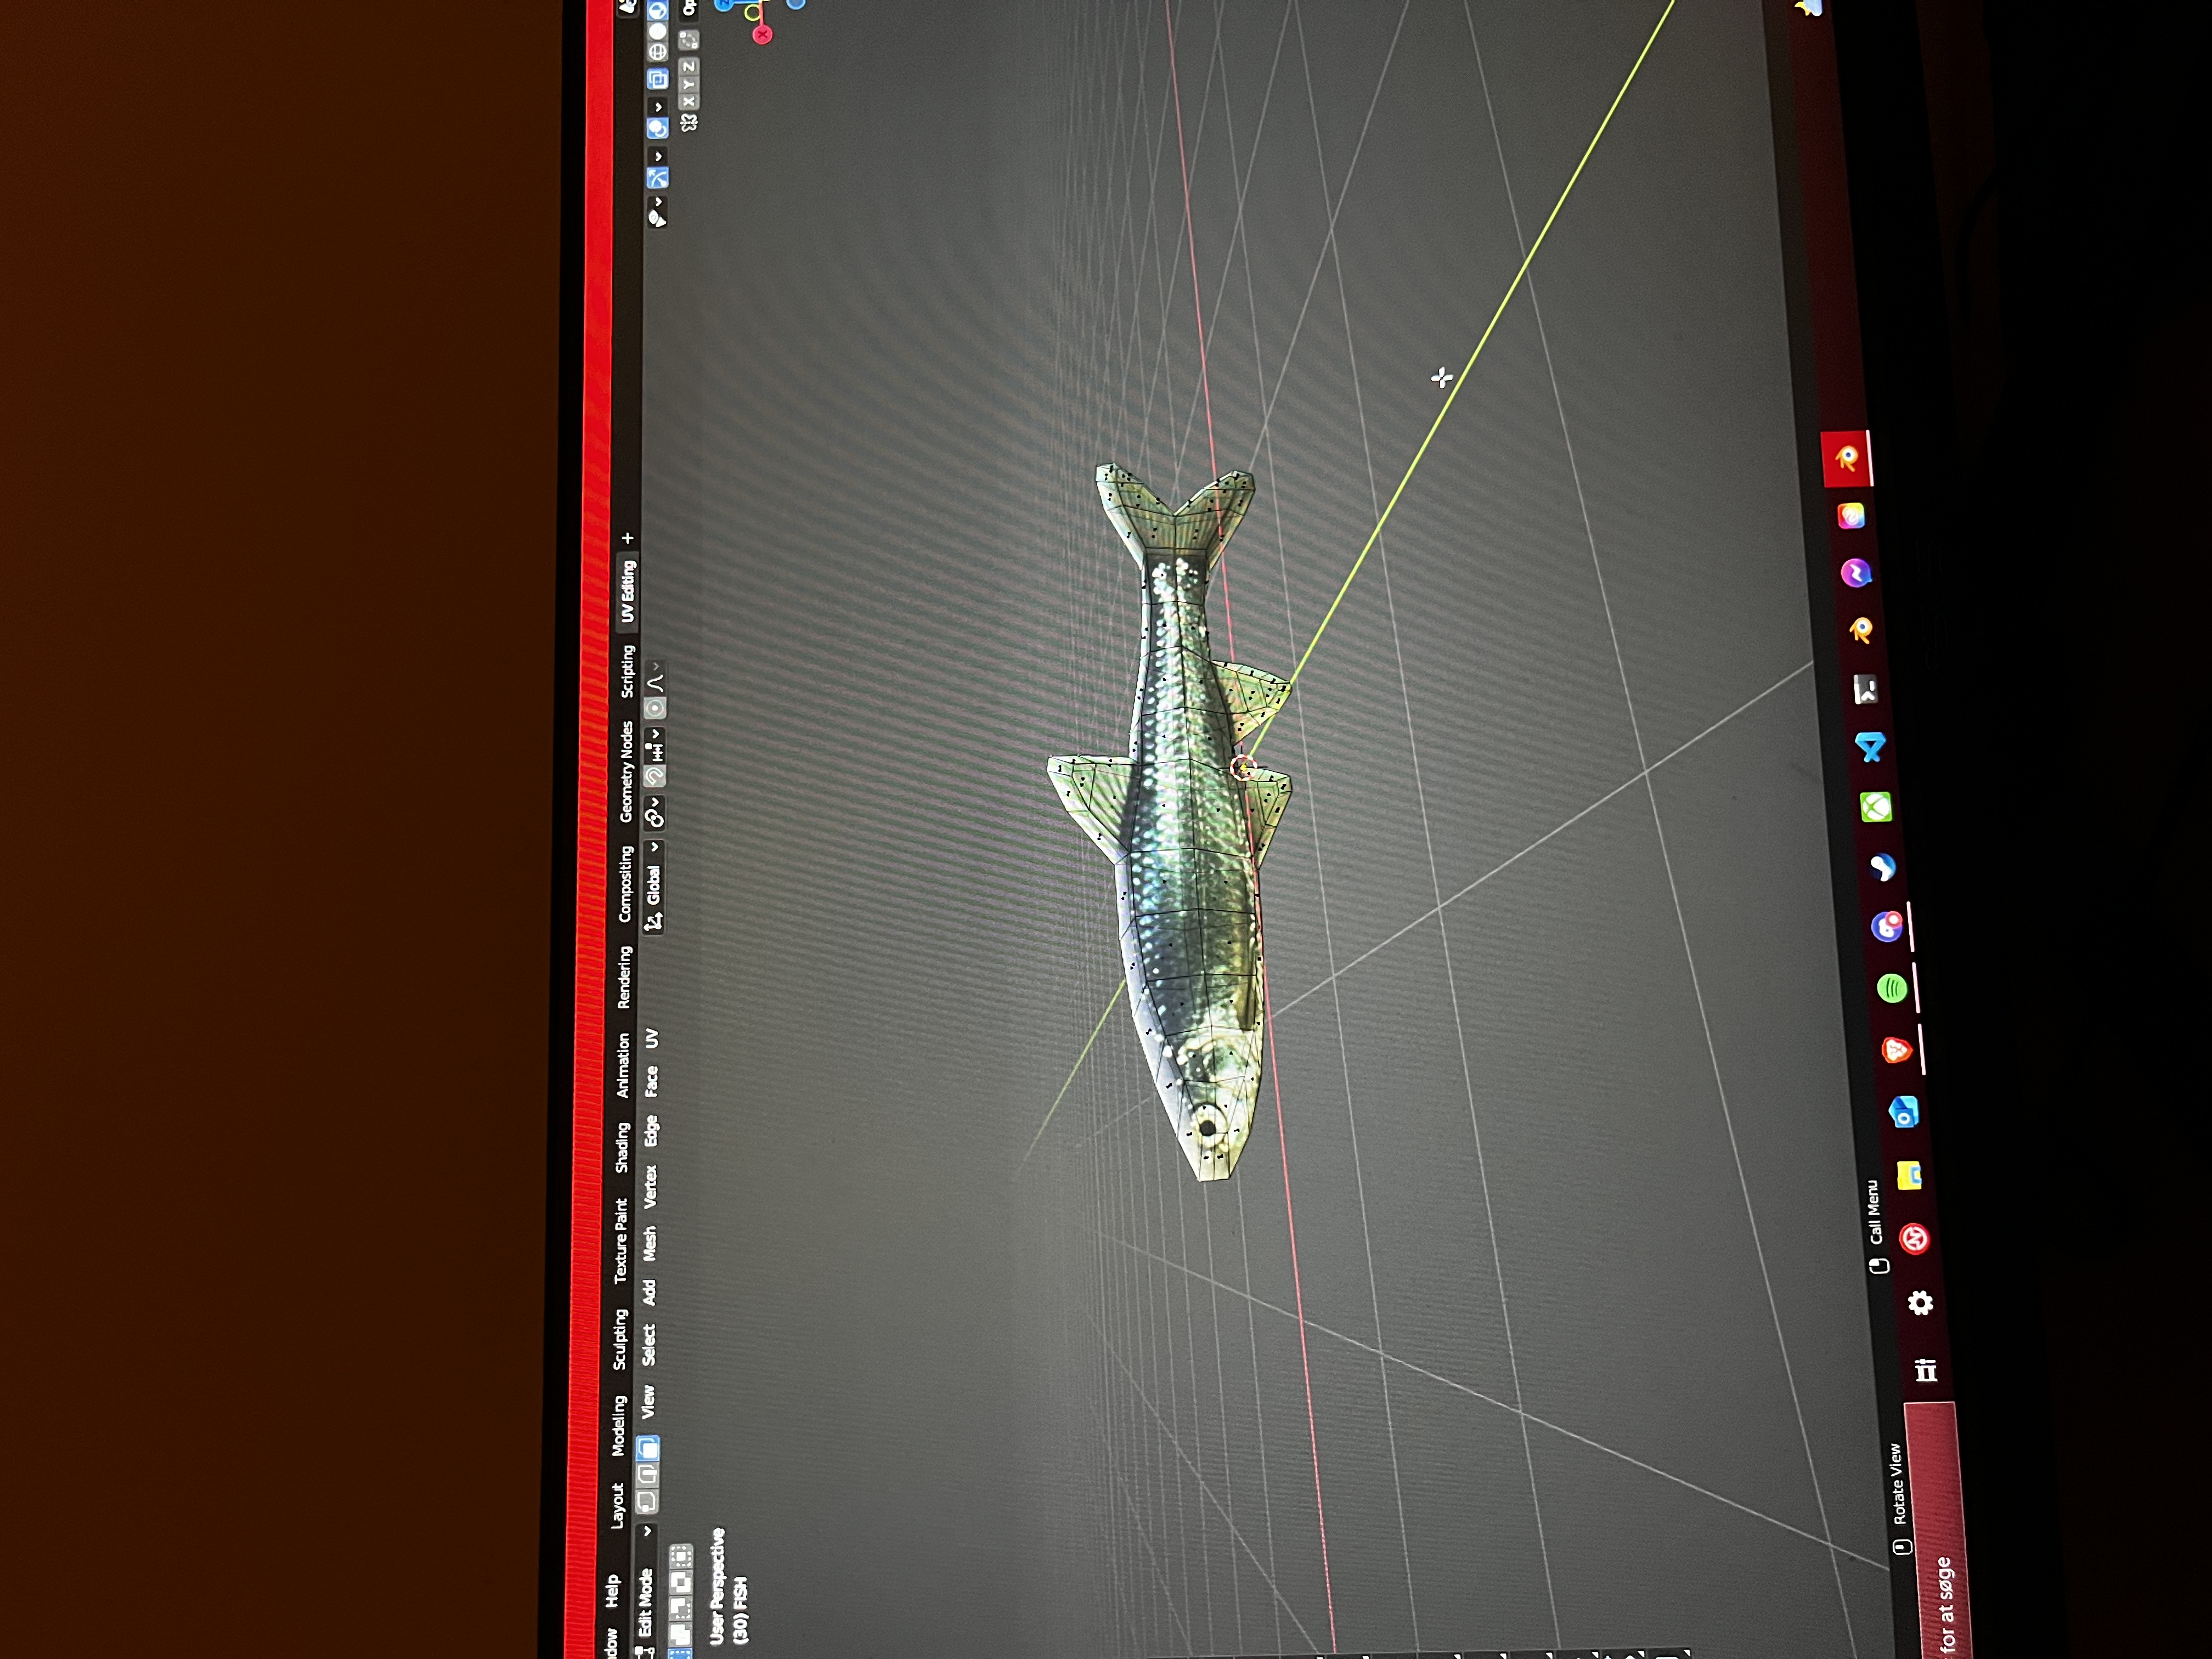 Help
Layout Modeling Sculpting Texture Paint Shading Animation Rendering Compositing Geometry Nodes Scripting UV Editing +
Edit Mode View Select Add Mesh Vertex Edge Face UV Global
X Y Z
User Perspective
(30) FISH
X
Call Menu
Rotate View
for at søge